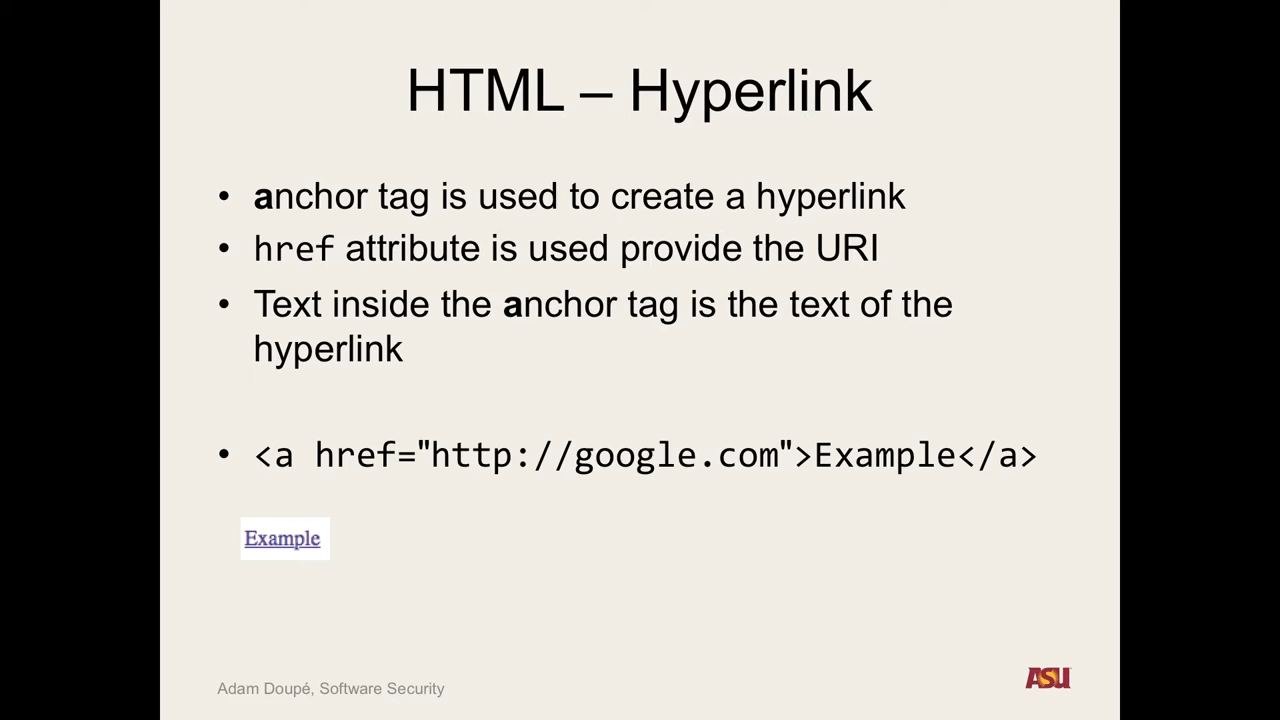 HTML – Hyperlink
• anchor tag is used to create a hyperlink
• href attribute is used provide the URI
• Text inside the anchor tag is the text of the
hyperlink
• <a href="http://google.com">Example</a>
Example
Adam Doupé, Software Security
ASU